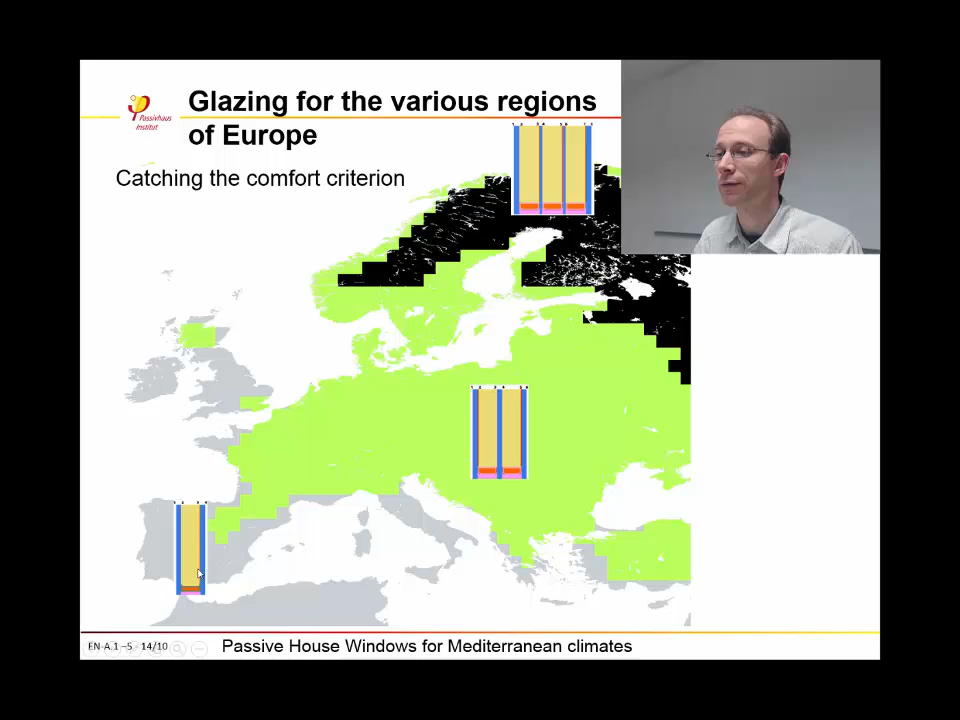 Glazing for the various regions
of Europe
Passivhaus
Institut
Catching the comfort criterion
EN-A.1 –5 14/10
Passive House Windows for Mediterranean climates